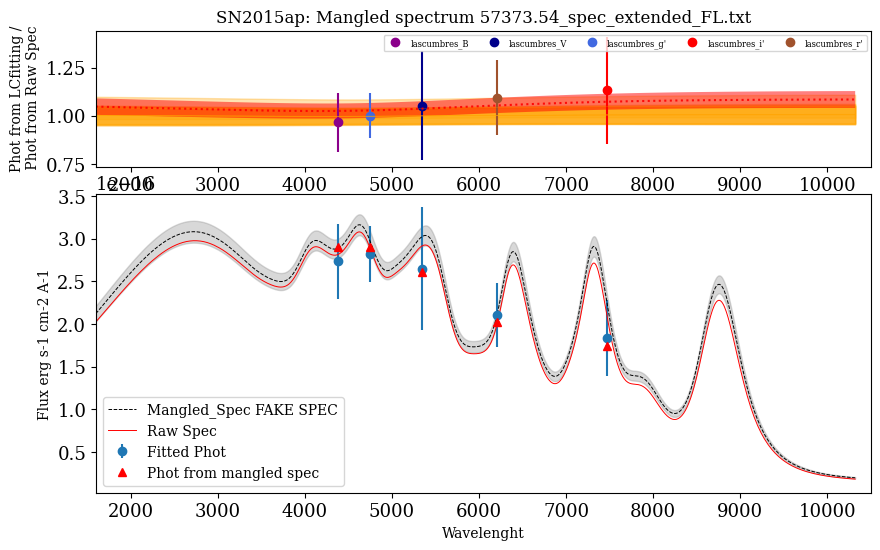 SN2015ap: Mangled spectrum 57373.54_spec_extended_FL.txt
Phot from LCfitting /
Phot from Raw Spec
lascumbres_B lascumbres_V lascumbres_g' lascumbres_i' lascumbres_r'
1.25
1.00
0.75
2000 3000 4000 5000 6000 7000 8000 9000 10000
Flux erg s-1 cm-2 A-1
3.5
3.0
2.5
2.0
1.5
1.0
0.5
Mangled_Spec FAKE SPEC
Raw Spec
Fitted Phot
Phot from mangled spec
2000 3000 4000 5000 6000 7000 8000 9000 10000
Wavelenght